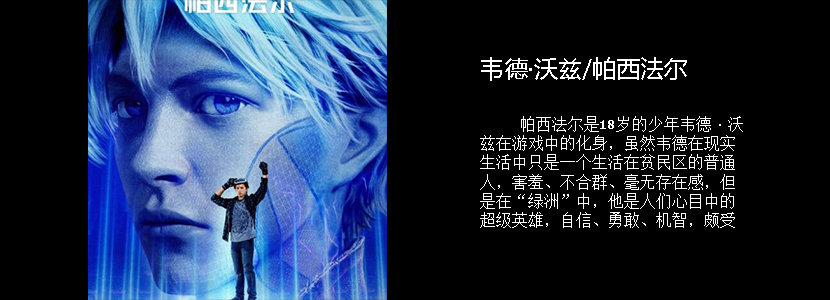 帕西法尔
韦德·沃兹/帕西法尔
帕西法尔是18岁的少年韦德·沃
兹在游戏中的化身，虽然韦德在现实
生活中只是一个生活在贫民区的普通
人，害羞、不合群、毫无存在感，但
是在“绿洲”中，他是人们心目中的
超级英雄，自信、勇敢、机智，颇受